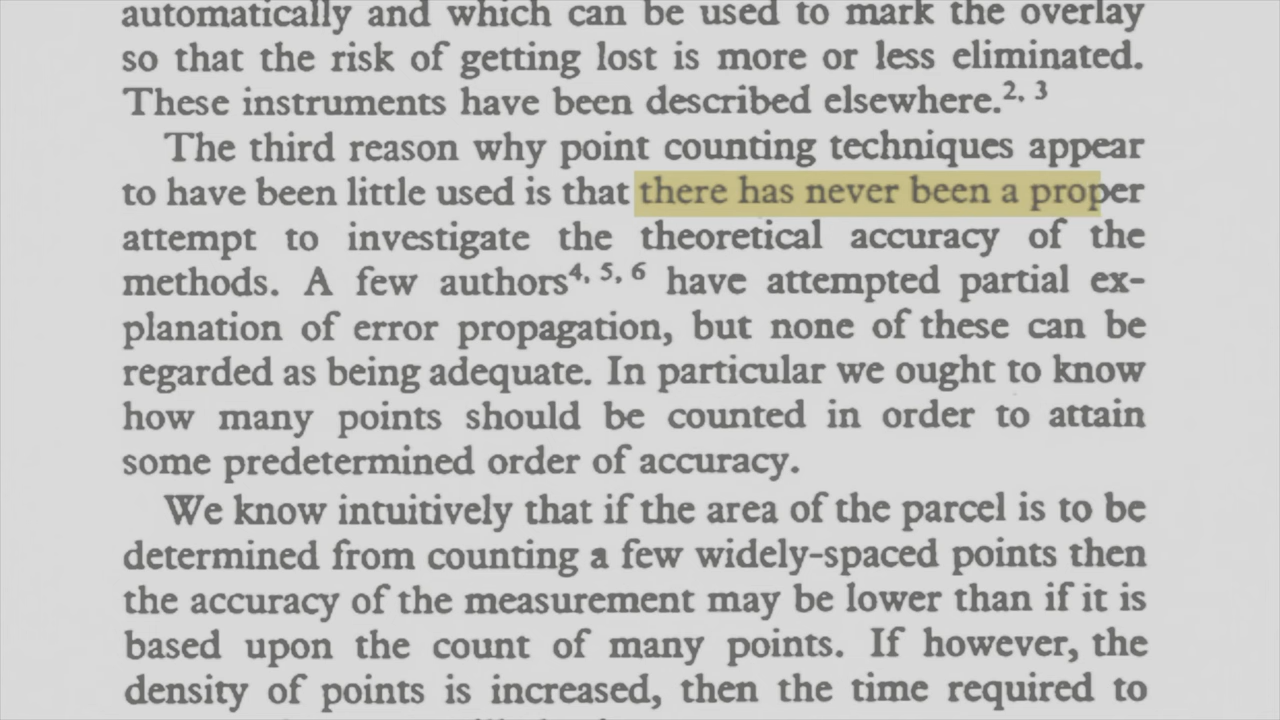 automatically and which can be used to mark the overlay
so that the risk of getting lost is more or less eliminated.
These instruments have been described elsewhere.2, 3
The third reason why point counting techniques appear
to have been little used is that there has never been a proper
attempt to investigate the theoretical accuracy of the
methods. A few authors4, 5, 6 have attempted partial ex-
planation of error propagation, but none of these can be
regarded as being adequate. In particular we ought to know
how many points should be counted in order to attain
some predetermined order of accuracy.
We know intuitively that if the area of the parcel is to be
determined from counting a few widely-spaced points then
the accuracy of the measurement may be lower than if it is
based upon the count of many points. If however, the
density of points is increased, then the time required to